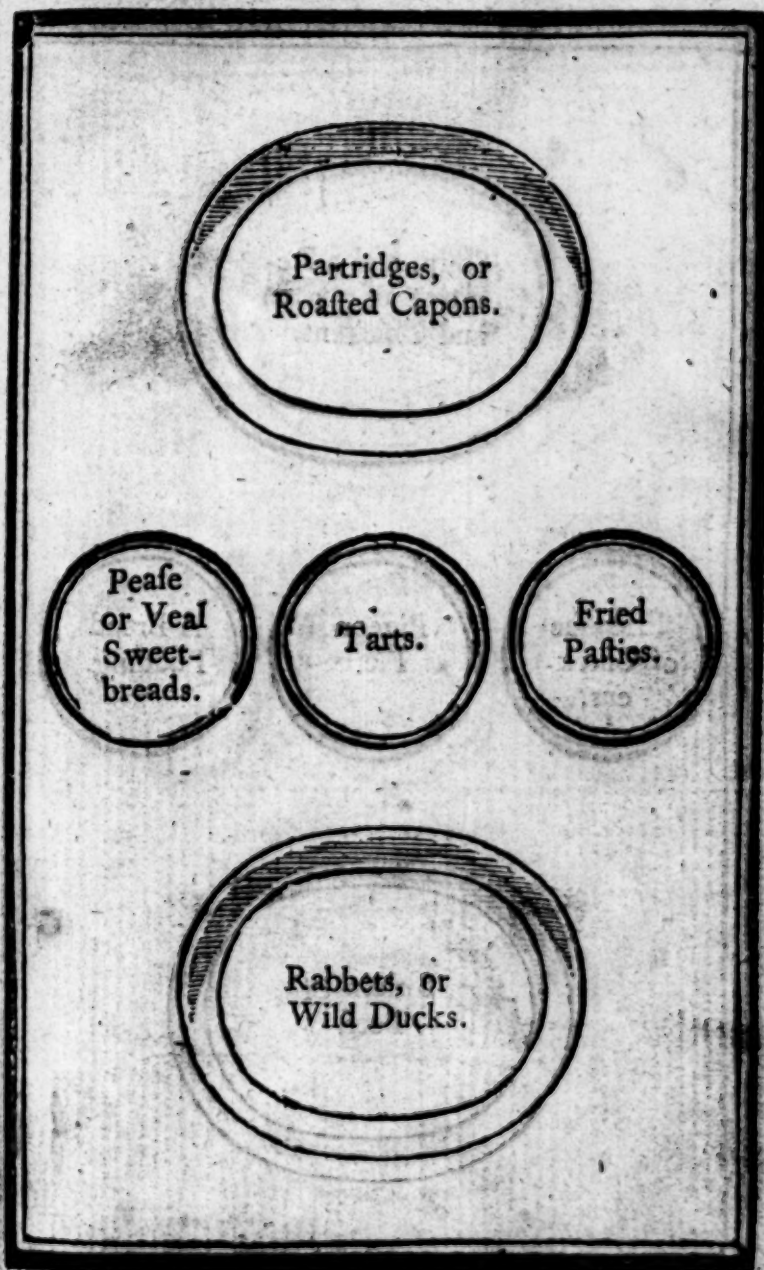 Partridges, or
Roaſted Capons.
Peaſe
or Veal
Sweet-
breads.
Tarts.
Fried
Paſties.
Rabbets, or
Wild Ducks.